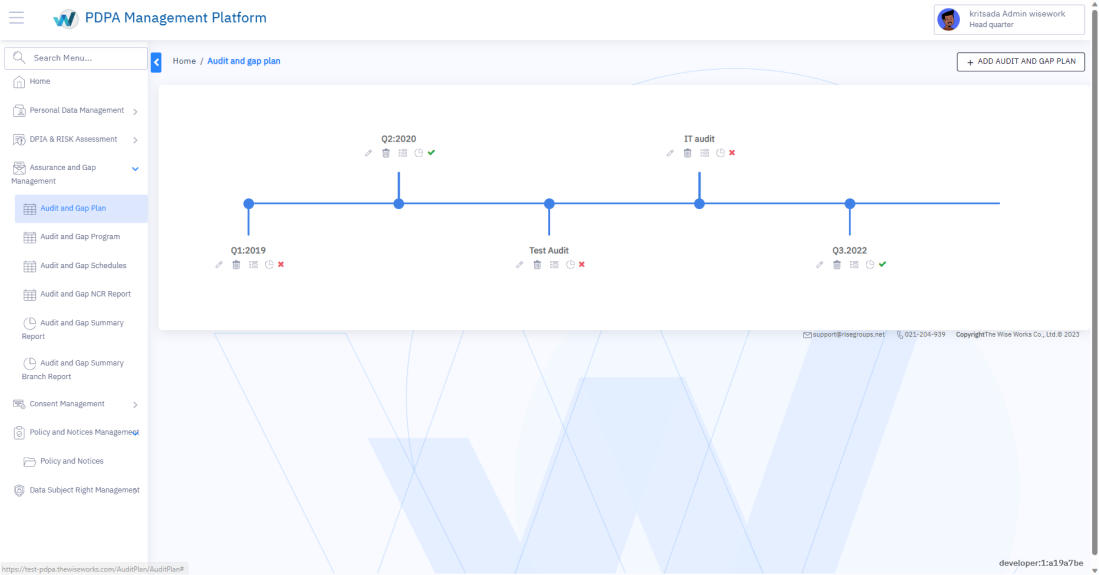 PDPA Management Platform
kritsada Admin wisework
Head quarter
Search Menu...
Home / Audit and gap plan
+ ADD AUDIT AND GAP PLAN
Home
Personal Data Management
DPIA & RISK Assessment
Assurance and Gap
Management
Audit and Gap Plan
Audit and Gap Program
Audit and Gap Schedules
Audit and Gap NCR Report
Audit and Gap Summary
Report
Audit and Gap Summary
Branch Report
Consent Management
Policy and Notices Management
Policy and Notices
Data Subject Right Management
Q2:2020
IT audit
Q1:2019
Test Audit
Q3.2022
support@risegroups.net 021-204-939 CopyrightThe Wise Works Co., Ltd.© 2023
developer:1:a19a7be
https://test-pdpa.thewiseworks.com/AuditPlan/AuditPlan#